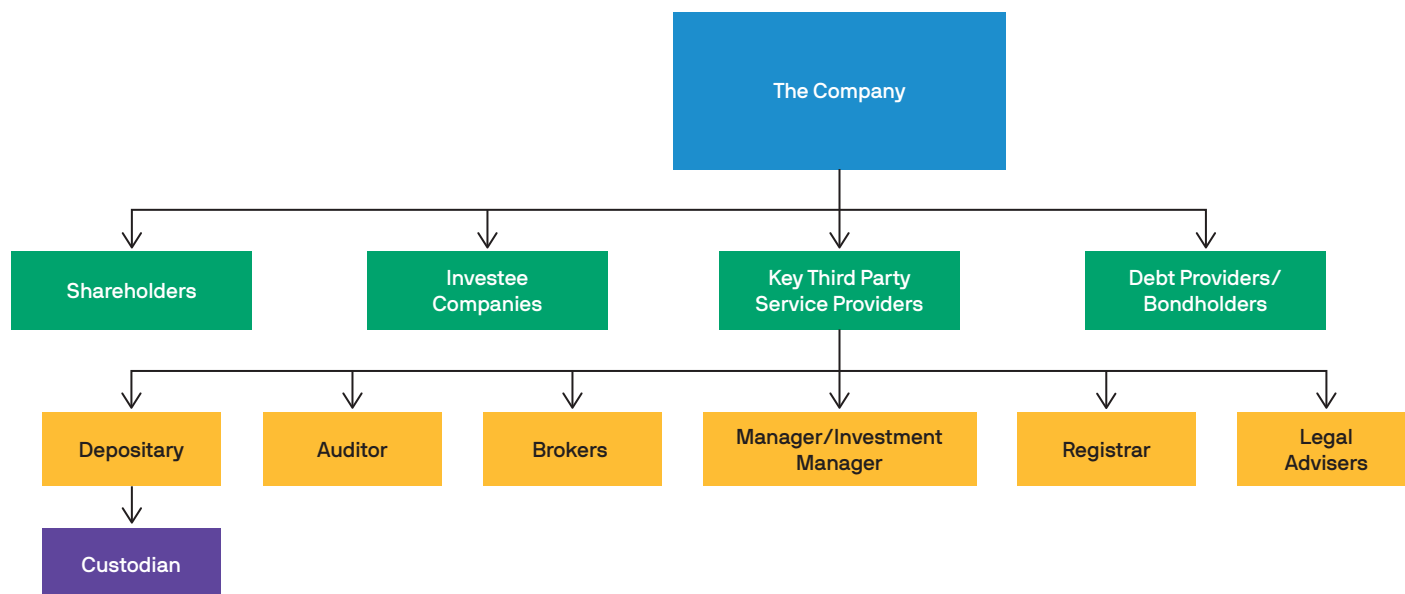 The Company
Shareholders
Investee
Companies
Key Third Party
Service Providers
Debt Providers/
Bondholders
Depositary
Auditor
Brokers
Manager/Investment
Manager
Registrar
Legal
Advisers
Custodian